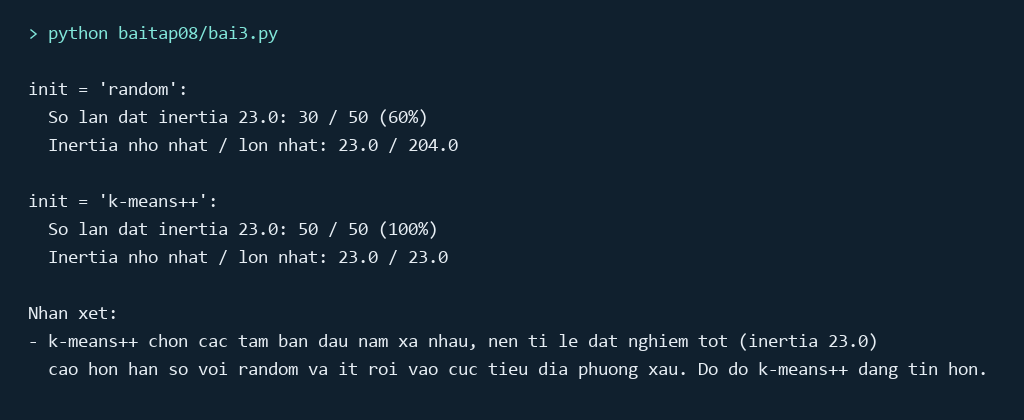 > python baitap08/bai3.py
init = 'random':
So lan dat inertia 23.0: 30 / 50 (60%)
Inertia nho nhat / lon nhat: 23.0 / 204.0
init = 'k-means++':
So lan dat inertia 23.0: 50 / 50 (100%)
Inertia nho nhat / lon nhat: 23.0 / 23.0
Nhan xet:
- k-means++ chon cac tam ban dau nam xa nhau, nen ti le dat nghiem tot (inertia 23.0)
cao hon han so voi random va it roi vao cuc tieu dia phuong xau. Do do k-means++ dang tin hon.